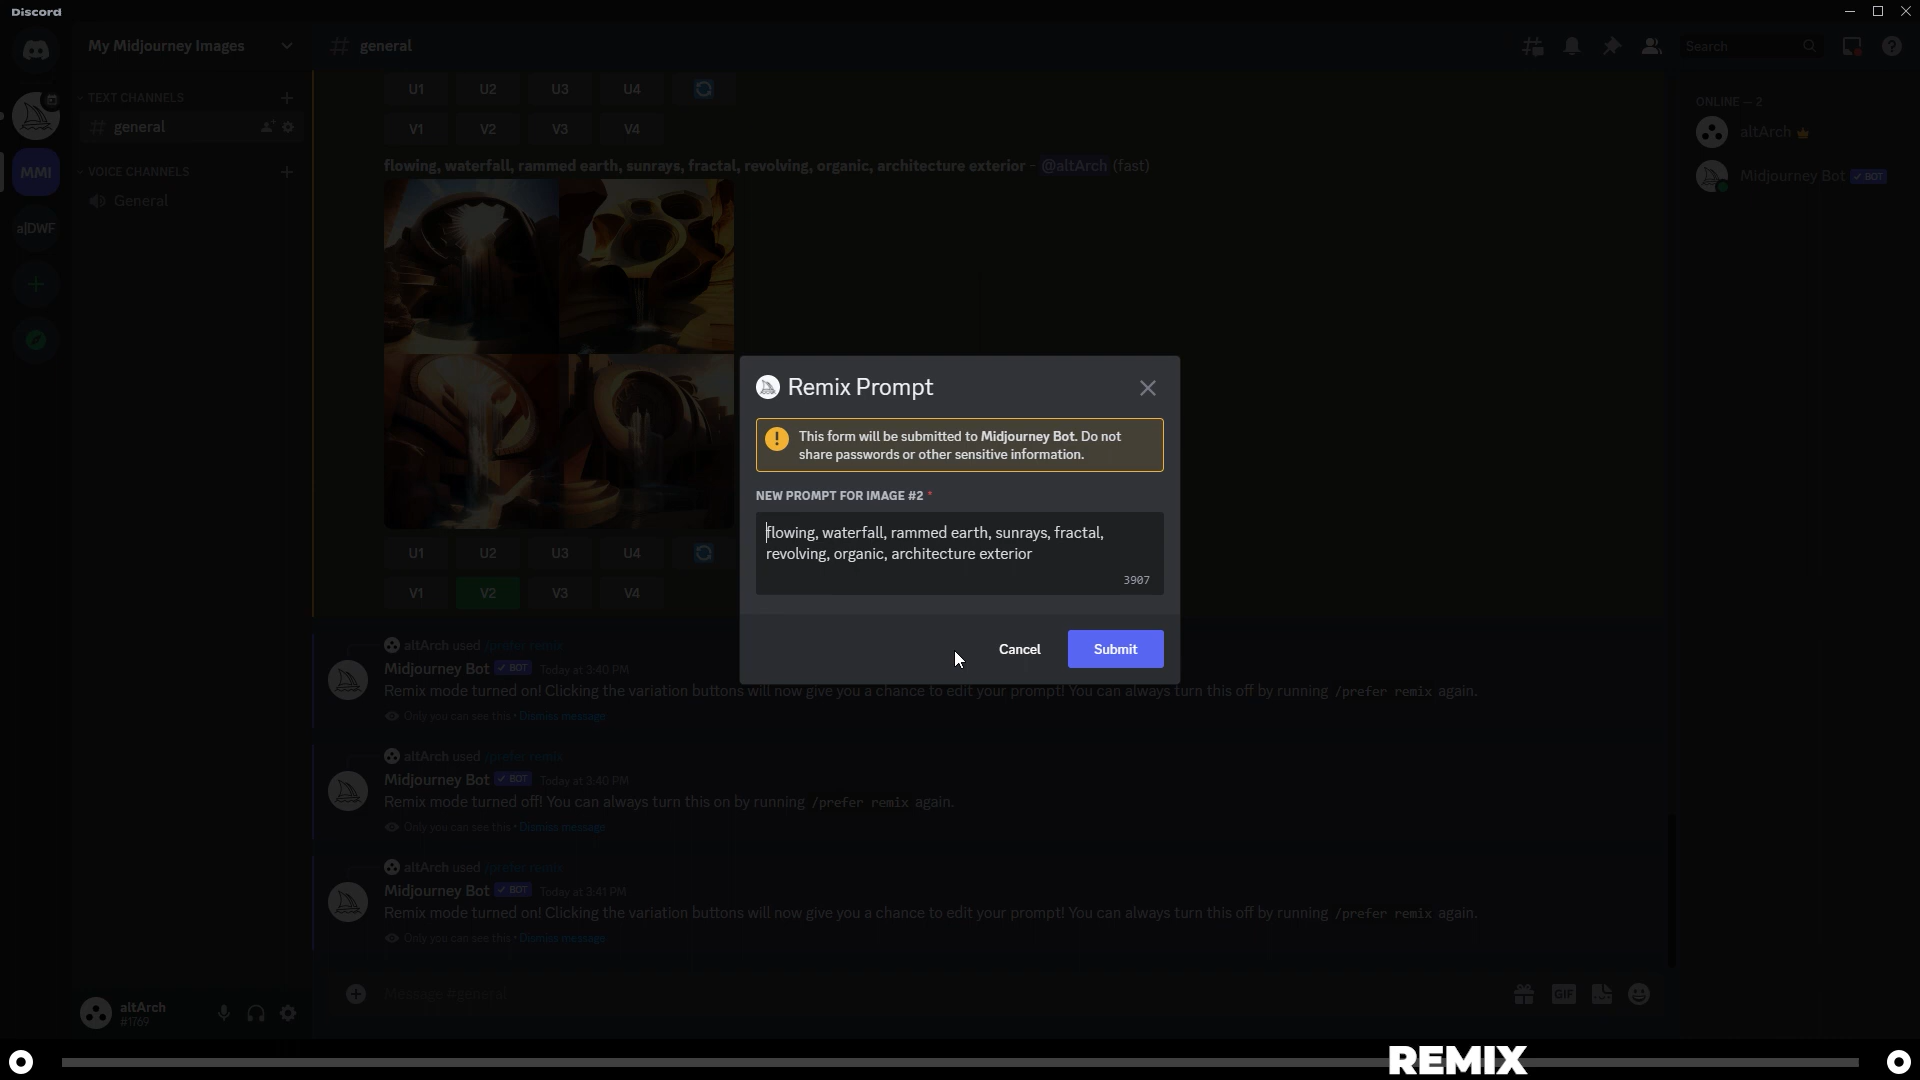 Discord
My Midjourney Images
general
Search
TEXT CHANNELS
general
VOICE CHANNELS
General
MMI
a|DWF
U1 U2 U3 U4
V1 V2 V3 V4
flowing, waterfall, rammed earth, sunrays, fractal, revolving, organic, architecture exterior - @altArch (fast)
ONLINE — 2
altArch
Midjourney Bot BOT
Remix Prompt
This form will be submitted to Midjourney Bot. Do not
share passwords or other sensitive information.
NEW PROMPT FOR IMAGE #2 *
flowing, waterfall, rammed earth, sunrays, fractal,
revolving, organic, architecture exterior
3907
Cancel
Submit
U1 U2 U3 U4
V1 V2 V3 V4
altArch used /prefer remix
Midjourney Bot BOT Today at 3:40 PM
Remix mode turned on! Clicking the variation buttons will now give you a chance to edit your prompt! You can always turn this off by running /prefer remix again.
Only you can see this • Dismiss message
altArch used /prefer remix
Midjourney Bot BOT Today at 3:40 PM
Remix mode turned off! You can always turn this on by running /prefer remix again.
Only you can see this • Dismiss message
altArch used /prefer remix
Midjourney Bot BOT Today at 3:41 PM
Remix mode turned on! Clicking the variation buttons will now give you a chance to edit your prompt! You can always turn this off by running /prefer remix again.
Only you can see this • Dismiss message
Message #general
GIF
altArch
#1769
REMIX